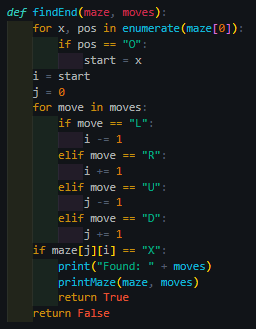 def findEnd(maze, moves):
    for x, pos in enumerate(maze[0]):
        if pos == "O":
            start = x
    i = start
    j = 0
    for move in moves:
        if move == "L":
            i -= 1
        elif move == "R":
            i += 1
        elif move == "U":
            j -= 1
        elif move == "D":
            j += 1
    if maze[j][i] == "X":
        print("Found: " + moves)
        printMaze(maze, moves)
        return True
    return False